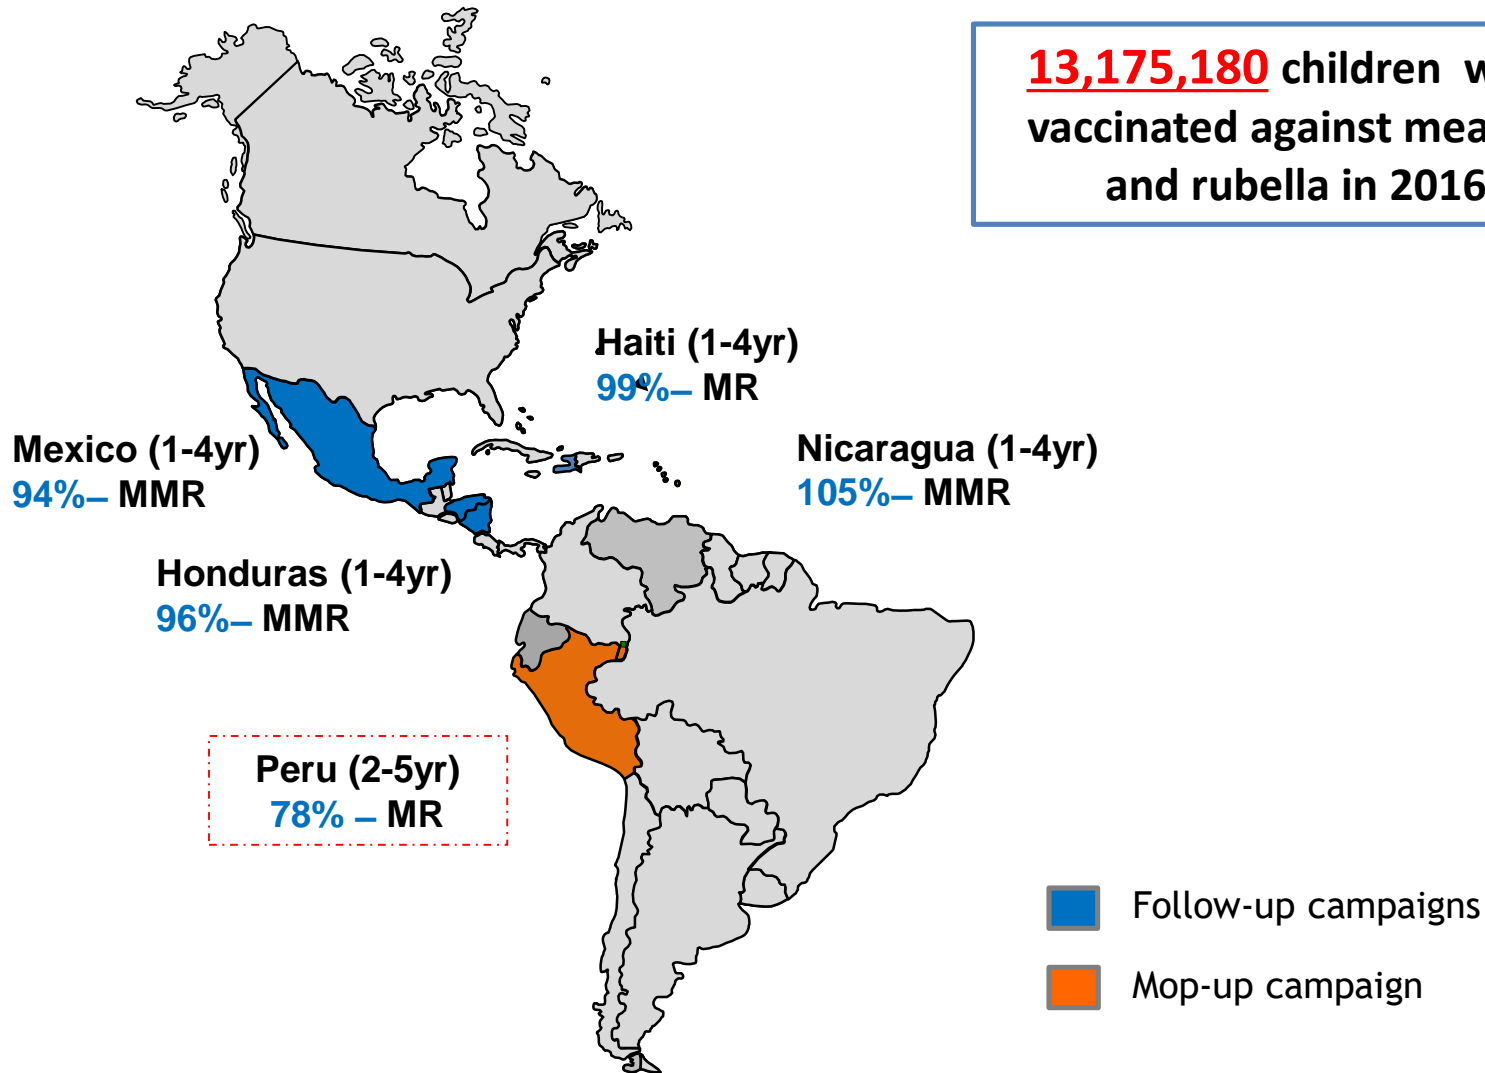 13,175,180 children w
vaccinated against mea
and rubella in 2016
Haiti (1-4yr)
99%– MR
Mexico (1-4yr)
94%– MMR
Nicaragua (1-4yr)
105%– MMR
Honduras (1-4yr)
96%– MMR
Peru (2-5yr)
78% – MR
Follow-up campaigns
Mop-up campaign